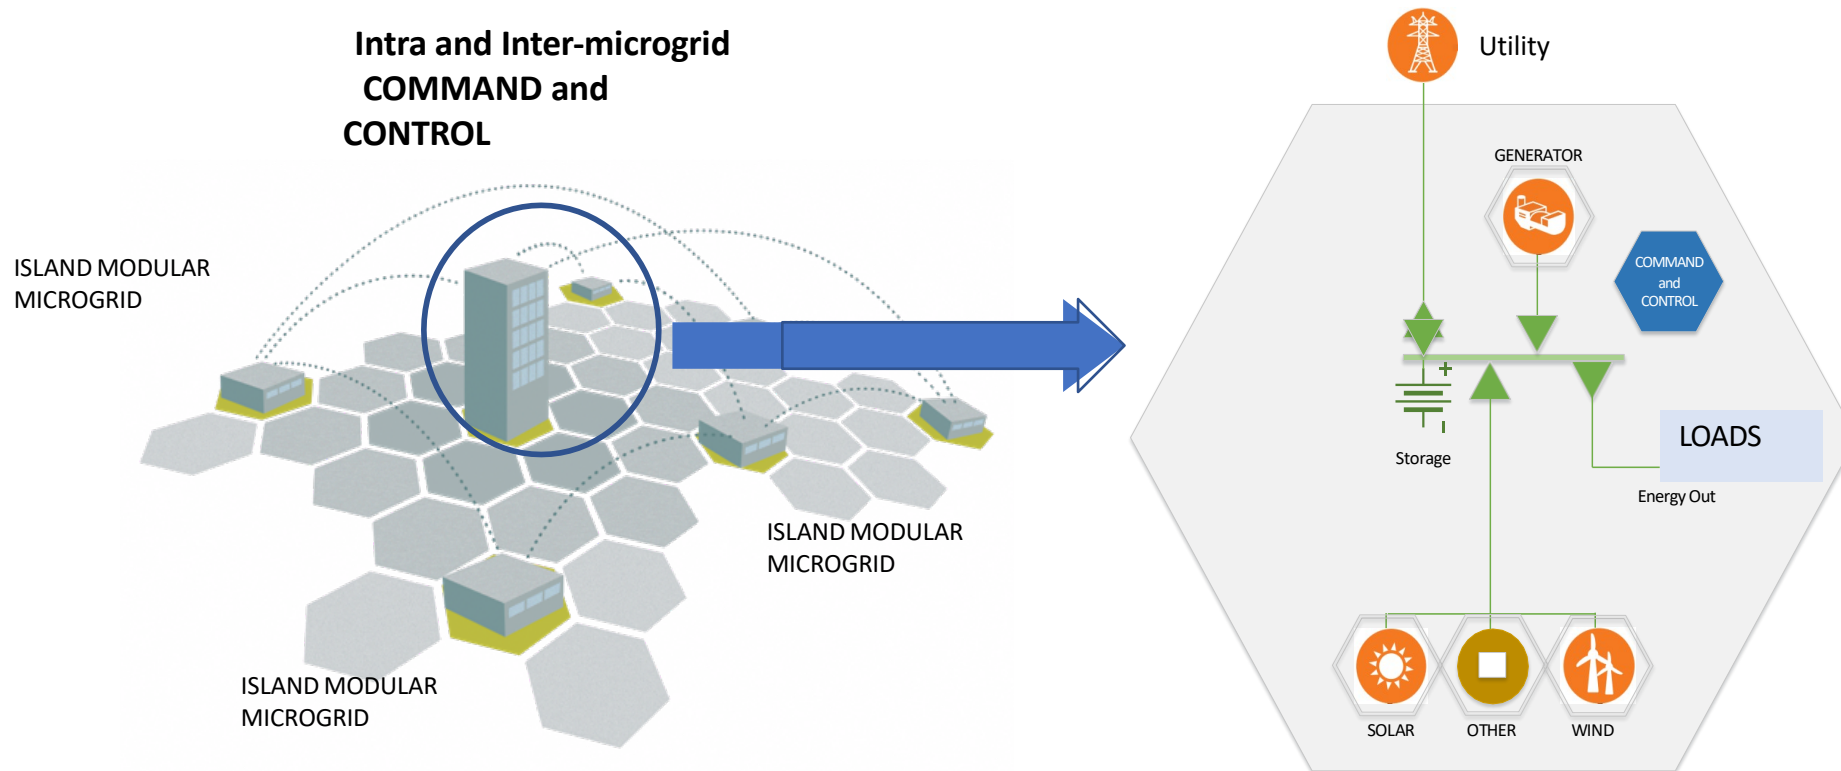 Intra and Inter-microgrid
COMMAND and
CONTROL
ISLAND MODULAR
MICROGRID
ISLAND MODULAR
MICROGRID
ISLAND MODULAR
MICROGRID
Utility
GENERATOR
COMMAND
and
CONTROL
Storage
LOADS
Energy Out
SOLAR
OTHER
WIND